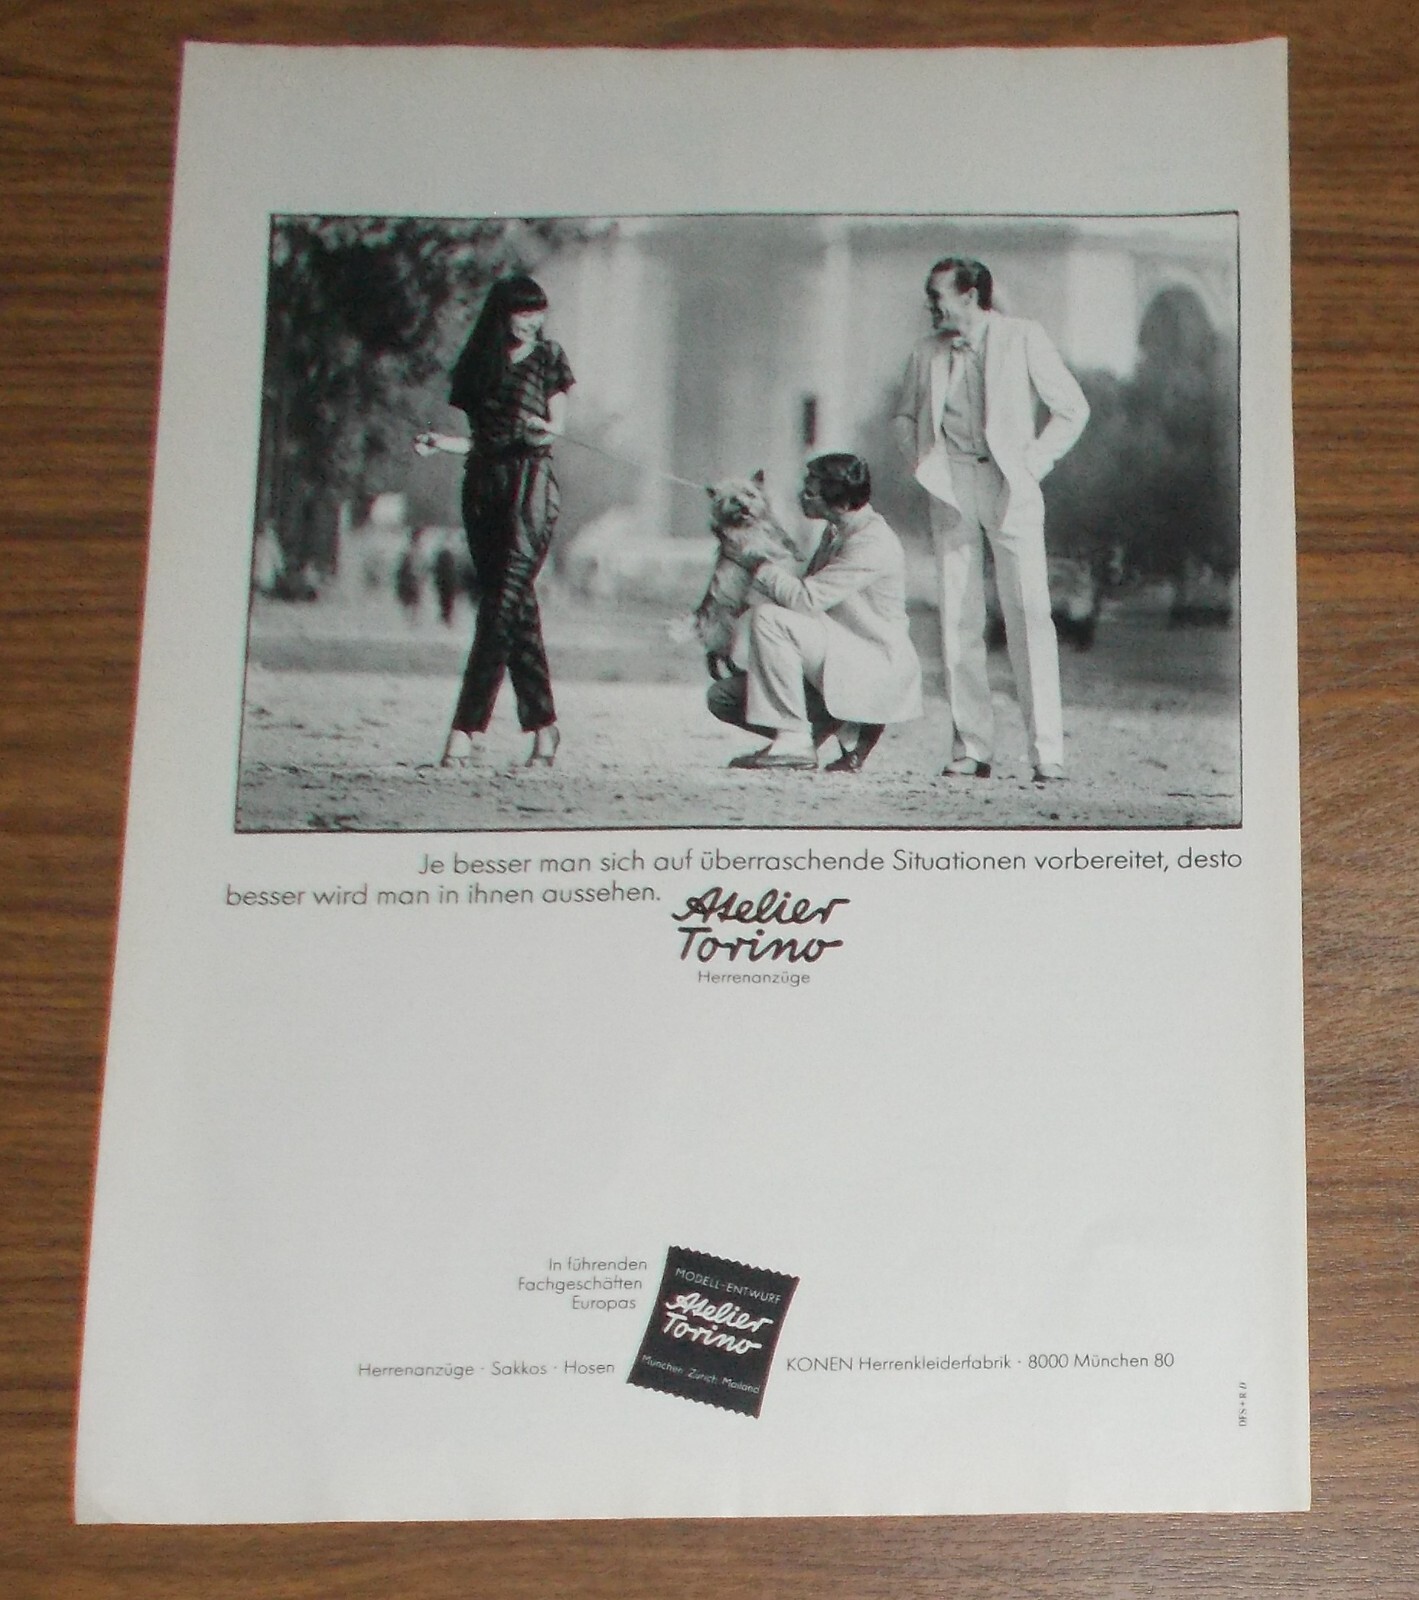 Je besser man sich auf überraschende Situationen vorbereitet, desto
besser wird man in ihnen aussehen.
Atelier
Torino
Herrenanzüge
In führenden
Fachgeschäften
Europas
Herrenanzüge · Sakkos · Hosen
MODELL-ENTWURF
Atelier
Torino
München Zürich Mailand
KONEN Herrenkleiderfabrik · 8000 München 80